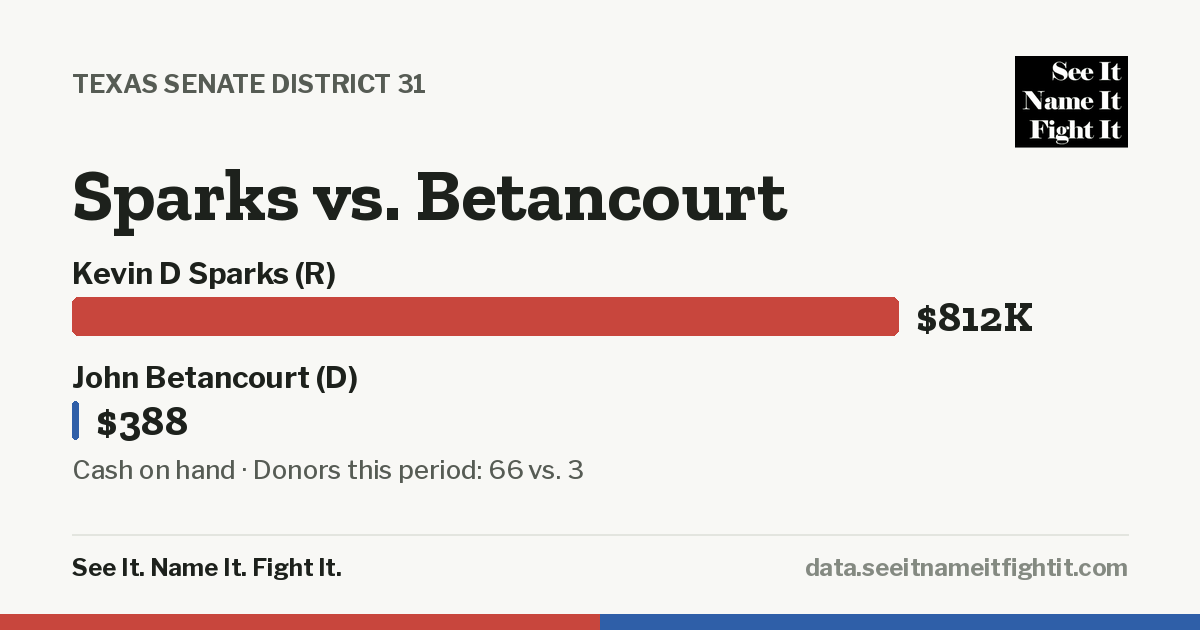 TEXAS SENATE DISTRICT 31
See It
Name It
Fight It
Sparks vs. Betancourt
Kevin D Sparks (R)
$812K
John Betancourt (D)
$388
Cash on hand · Donors this period: 66 vs. 3
See It. Name It. Fight It.
data.seeitnameitfightit.com